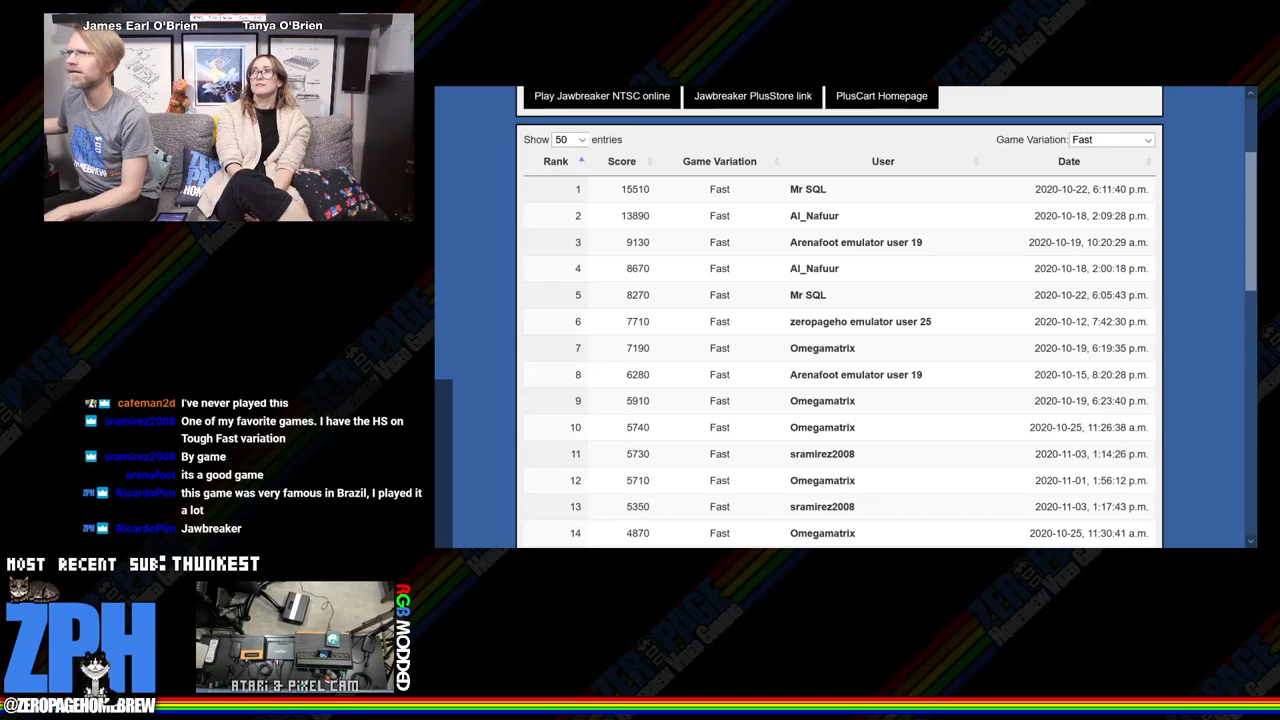 James Earl O'Brien
Tanya O'Brien
Play Jawbreaker NTSC online
Jawbreaker PlusStore link
PlusCart Homepage
Show 50 entries
Game Variation: Fast
Rank Score Game Variation User Date
1 15510 Fast Mr SQL 2020-10-22, 6:11:40 p.m.
2 13890 Fast Al_Nafuur 2020-10-18, 2:09:28 p.m.
3 9130 Fast Arenafoot emulator user 19 2020-10-19, 10:20:29 a.m.
4 8670 Fast Al_Nafuur 2020-10-18, 2:00:18 p.m.
5 8270 Fast Mr SQL 2020-10-22, 6:05:43 p.m.
6 7710 Fast zeropageho emulator user 25 2020-10-12, 7:42:30 p.m.
7 7190 Fast Omegamatrix 2020-10-19, 6:19:35 p.m.
8 6280 Fast Arenafoot emulator user 19 2020-10-15, 8:20:28 p.m.
9 5910 Fast Omegamatrix 2020-10-19, 6:23:40 p.m.
10 5740 Fast Omegamatrix 2020-10-25, 11:26:38 a.m.
11 5730 Fast sramirez2008 2020-11-03, 1:14:26 p.m.
12 5710 Fast Omegamatrix 2020-11-01, 1:56:12 p.m.
13 5350 Fast sramirez2008 2020-11-03, 1:17:43 p.m.
14 4870 Fast Omegamatrix 2020-10-25, 11:30:41 a.m.
cafeman2d I've never played this
sramirez2008 One of my favorite games. I have the HS on
Tough Fast variation
sramirez2008 By game
arenafoot its a good game
ZPH RicardoPim this game was very famous in Brazil, I played it
a lot
ZPH RicardoPim Jawbreaker
MOST RECENT SUB: THUNKEST
ZPH
@ZEROPAGEHOMEBREW
ATARI & PIXEL CAM
RGB MODDED